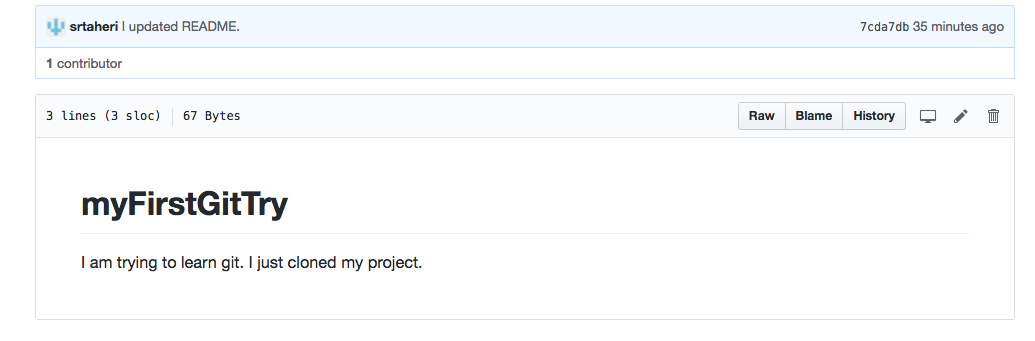 srtaheri I updated README. 7cda7db 35 minutes ago
1 contributor
3 lines (3 sloc) 67 Bytes Raw Blame History
myFirstGitTry
I am trying to learn git. I just cloned my project.